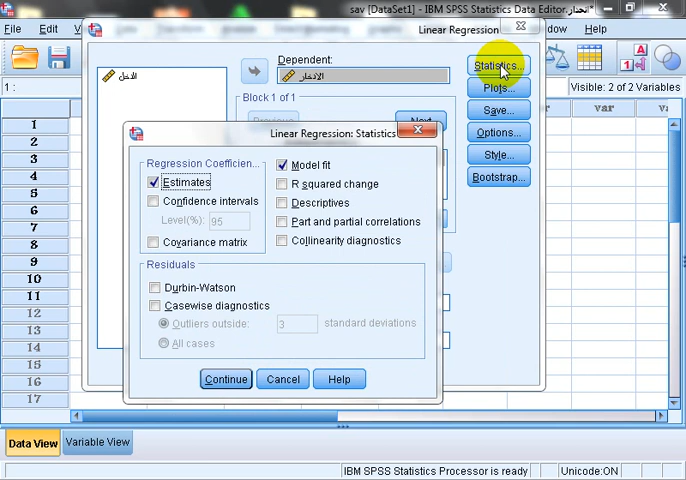 *انحدار.sav [DataSet1] - IBM SPSS Statistics Data Editor
File Edit dow Help
Linear Regression
1 :
Visible: 2 of 2 Variables
var var
الدخل
Dependent:
الادخار
Block 1 of 1
Previous Next
Statistics...
Plots...
Save...
Options...
Style...
Bootstrap...
Linear Regression: Statistics
Regression Coefficien...
Estimates
Confidence intervals
Level(%): 95
Covariance matrix
Model fit
R squared change
Descriptives
Part and partial correlations
Collinearity diagnostics
Residuals
Durbin-Watson
Casewise diagnostics
Outliers outside: 3 standard deviations
All cases
Continue Cancel Help
1
2
3
4
5
6
7
8
9
10
11
12
13
14
15
16
17
Data View Variable View
IBM SPSS Statistics Processor is ready Unicode:ON